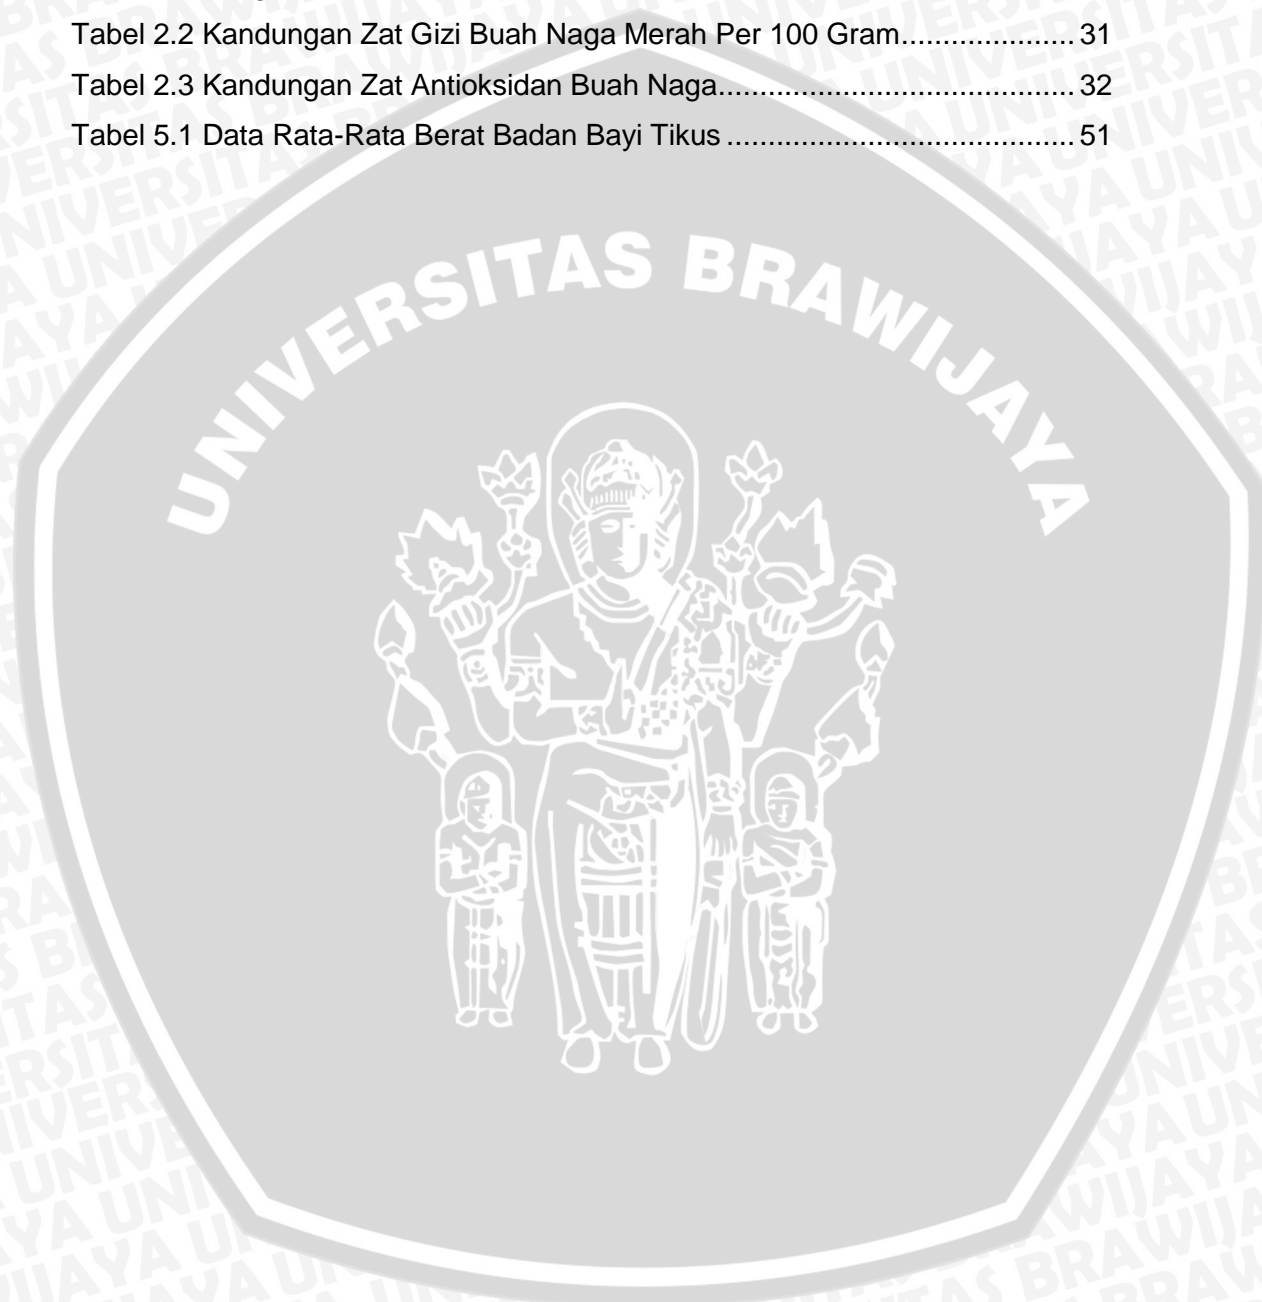 Tabel 2.2 Kandungan Zat Gizi Buah Naga Merah Per 100 Gram..................... 31
Tabel 2.3 Kandungan Zat Antioksidan Buah Naga........................................... 32
Tabel 5.1 Data Rata-Rata Berat Badan Bayi Tikus .......................................... 51
UNIVERSITAS BRAWIJAYA